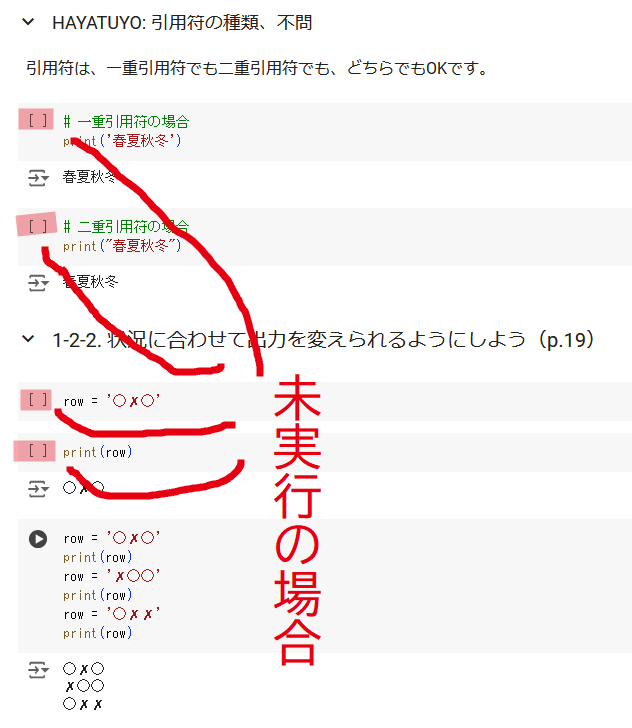 HAYATUYO: 引用符の種類、不問
引用符は、一重引用符でも二重引用符でも、どちらでもOKです。
[ ] # 一重引用符の場合
print('春夏秋冬')
春夏秋冬
[ ] # 二重引用符の場合
print("春夏秋冬")
春夏秋冬
1-2-2. 状況に合わせて出力を変えられるようにしよう（p.19）
[ ] row = '〇✗〇'
[ ] print(row)
〇✗〇
row = '〇✗〇'
print(row)
row = '✗〇〇'
print(row)
row = '〇✗✗'
print(row)
〇✗〇
✗〇〇
〇✗✗
未実行の場合